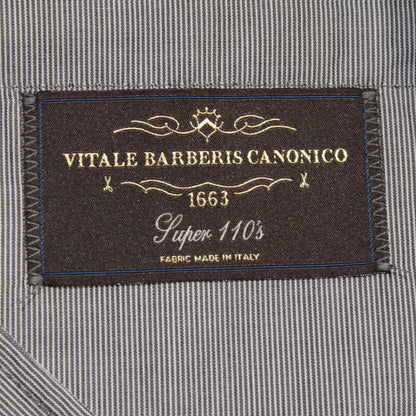 VITALE BARBERIS CANONICO
1663
Super 110's
FABRIC MADE IN ITALY